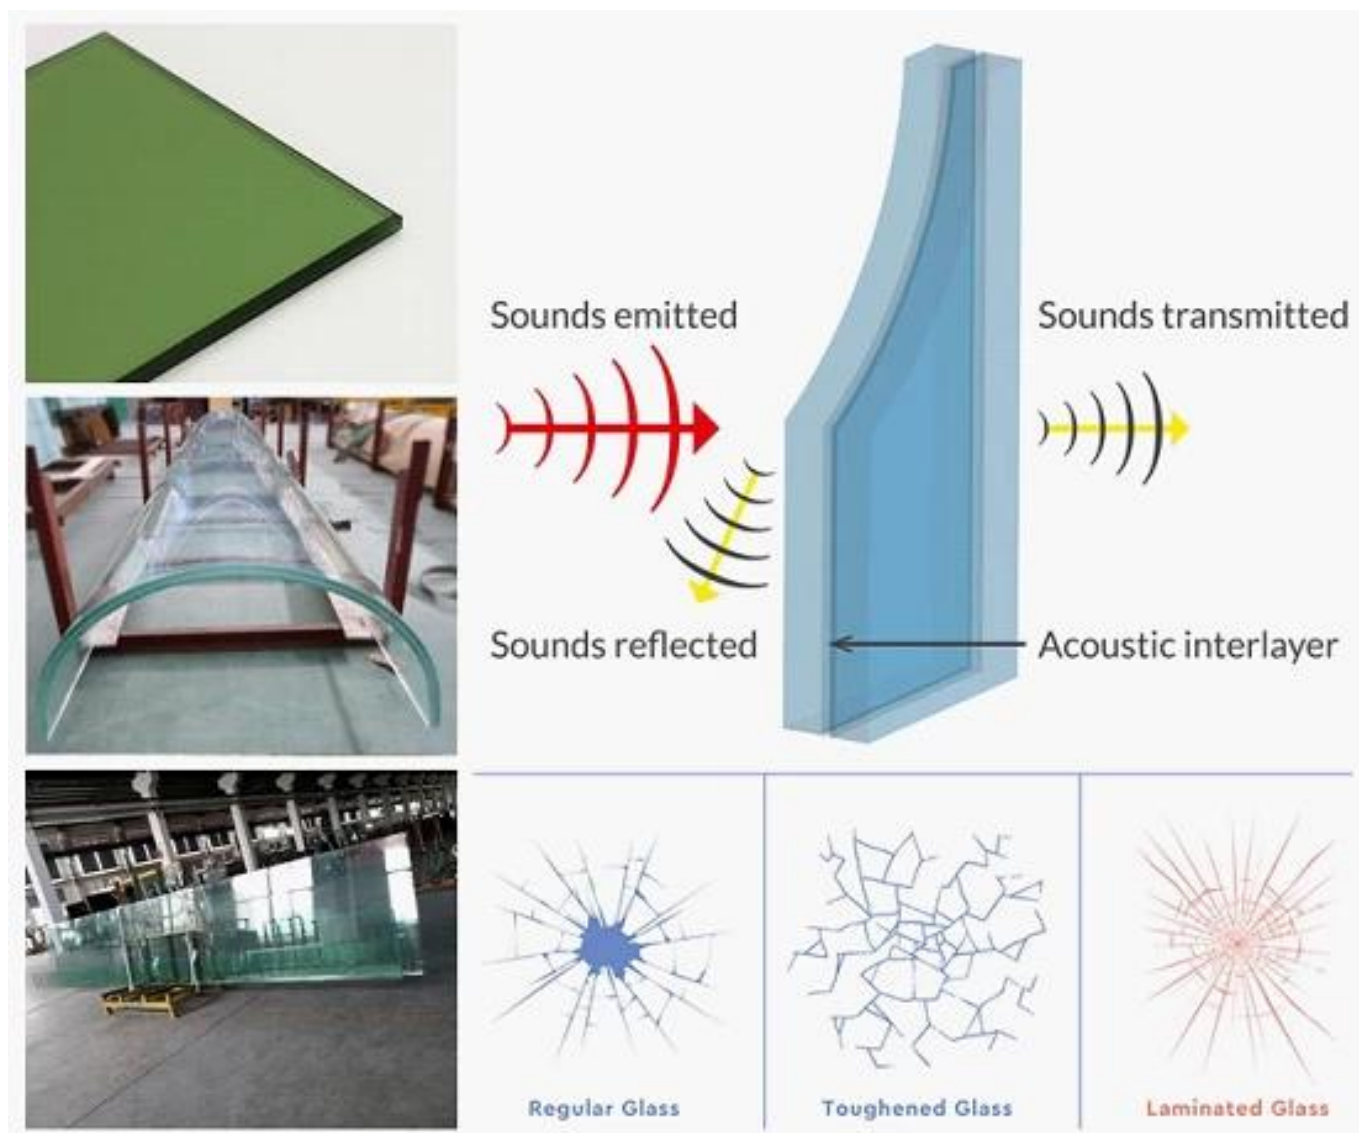 Sounds emitted
Sounds transmitted
Sounds reflected
Acoustic interlayer
Regular Glass
Toughened Glass
Laminated Glass